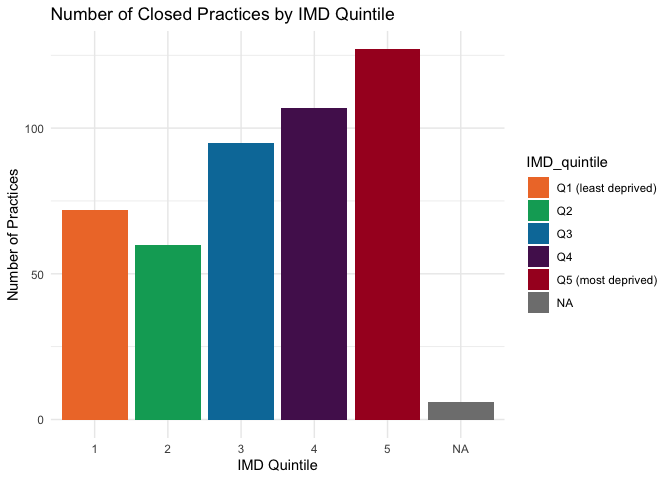 Number of Closed Practices by IMD Quintile
Number of Practices
100
50
0
1
2
3
4
5
NA
IMD Quintile
IMD_quintile
Q1 (least deprived)
Q2
Q3
Q4
Q5 (most deprived)
NA